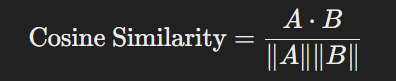 Cosine Similarity = A · B / ‖A‖‖B‖